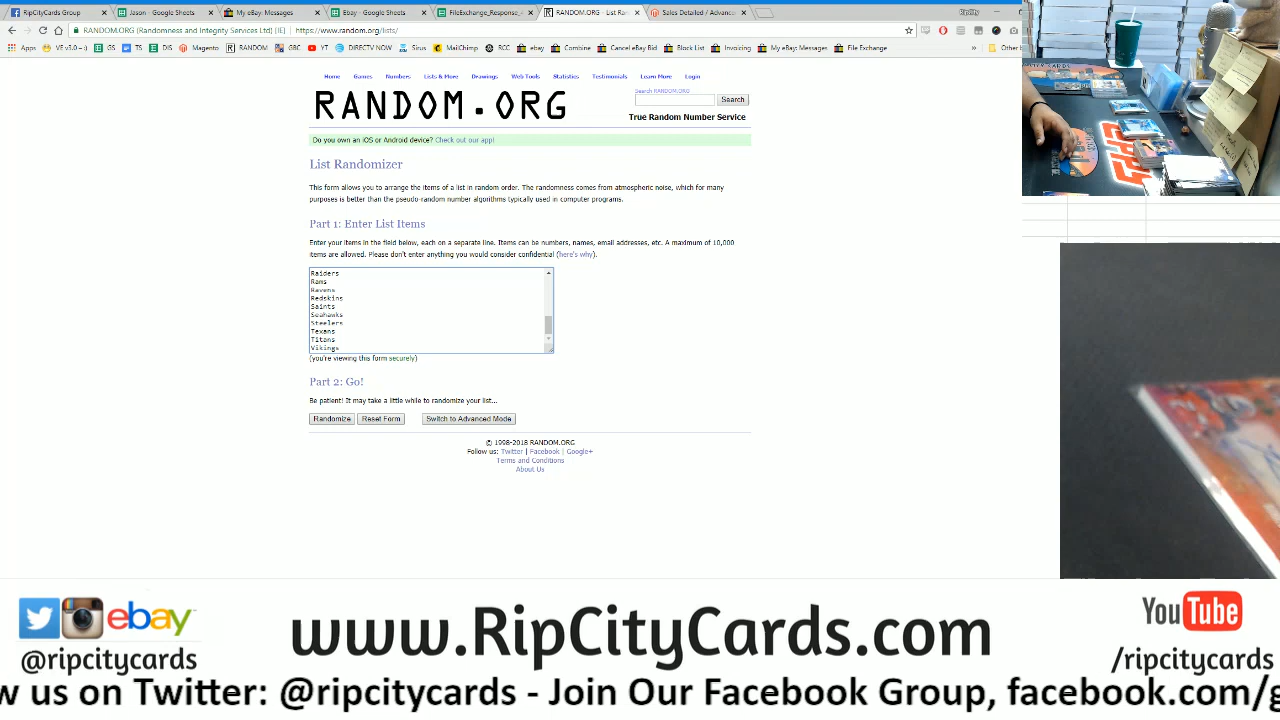 RipCityCards Group
Jason - Google Sheets
My eBay: Messages
Ebay - Google Sheets
FileExchange_Response_
RANDOM.ORG - List Ran
Sales Detailed / Advanc
RipCity
RANDOM.ORG (Randomness and Integrity Services Ltd) [IE] | https://www.random.org/lists/
Apps VE v5.0 -- GS TS DIS Magento RANDOM GBC YT DIRECTV NOW Sirus MailChimp RCC ebay Combine Cancel eBay Bid Block List Invoicing My eBay: Messages File Exchange » Other b
Home Games Numbers Lists & More Drawings Web Tools Statistics Testimonials Learn More Login
RANDOM.ORG
Search RANDOM.ORG
Search
True Random Number Service
Do you own an iOS or Android device? Check out our app!
List Randomizer
This form allows you to arrange the items of a list in random order. The randomness comes from atmospheric noise, which for many
purposes is better than the pseudo-random number algorithms typically used in computer programs.
Part 1: Enter List Items
Enter your items in the field below, each on a separate line. Items can be numbers, names, email addresses, etc. A maximum of 10,000
items are allowed. Please don't enter anything you would consider confidential (here's why).
Raiders
Rams
Ravens
Redskins
Saints
Seahawks
Steelers
Texans
Titans
Vikings
(you're viewing this form securely)
Part 2: Go!
Be patient! It may take a little while to randomize your list...
Randomize Reset Form Switch to Advanced Mode
© 1998-2018 RANDOM.ORG
Follow us: Twitter | Facebook | Google+
Terms and Conditions
About Us
ebay
@ripcitycards
www.RipCityCards.com
YouTube
/ripcitycards
w us on Twitter: @ripcitycards - Join Our Facebook Group, facebook.com/g